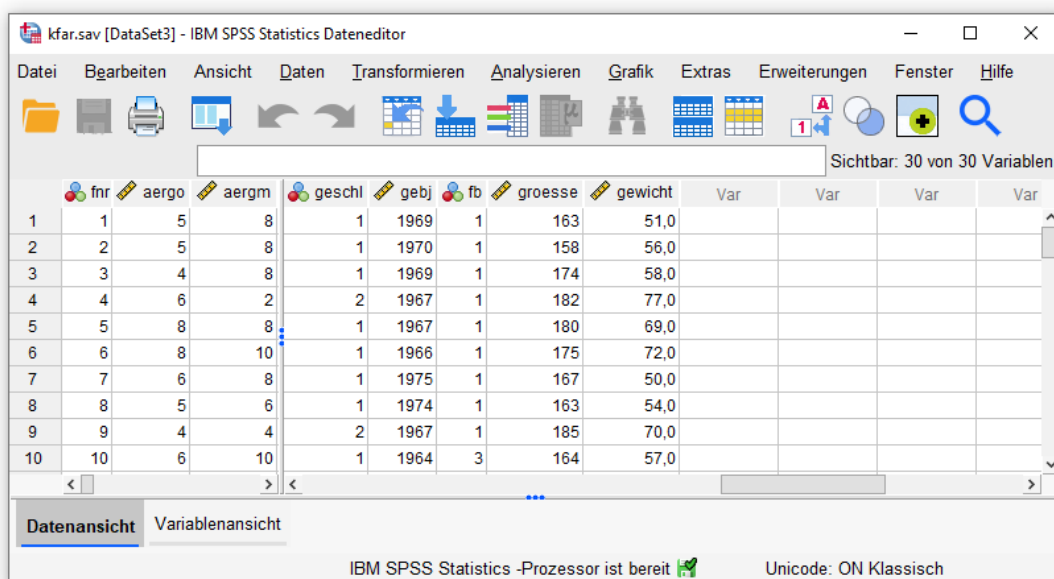 kfar.sav [DataSet3] - IBM SPSS Statistics Dateneditor
Datei Bearbeiten Ansicht Daten Transformieren Analysieren Grafik Extras Erweiterungen Fenster Hilfe
μ A 1
Sichtbar: 30 von 30 Variablen
fnr aergo aergm geschl gebj fb groesse gewicht Var Var Var Var
1 1 5 8 1 1969 1 163 51,0
2 2 5 8 1 1970 1 158 56,0
3 3 4 8 1 1969 1 174 58,0
4 4 6 2 2 1967 1 182 77,0
5 5 8 8 1 1967 1 180 69,0
6 6 8 10 1 1966 1 175 72,0
7 7 6 8 1 1975 1 167 50,0
8 8 5 6 1 1974 1 163 54,0
9 9 4 4 2 1967 1 185 70,0
10 10 6 10 1 1964 3 164 57,0
Datenansicht Variablenansicht
IBM SPSS Statistics -Prozessor ist bereit Unicode: ON Klassisch